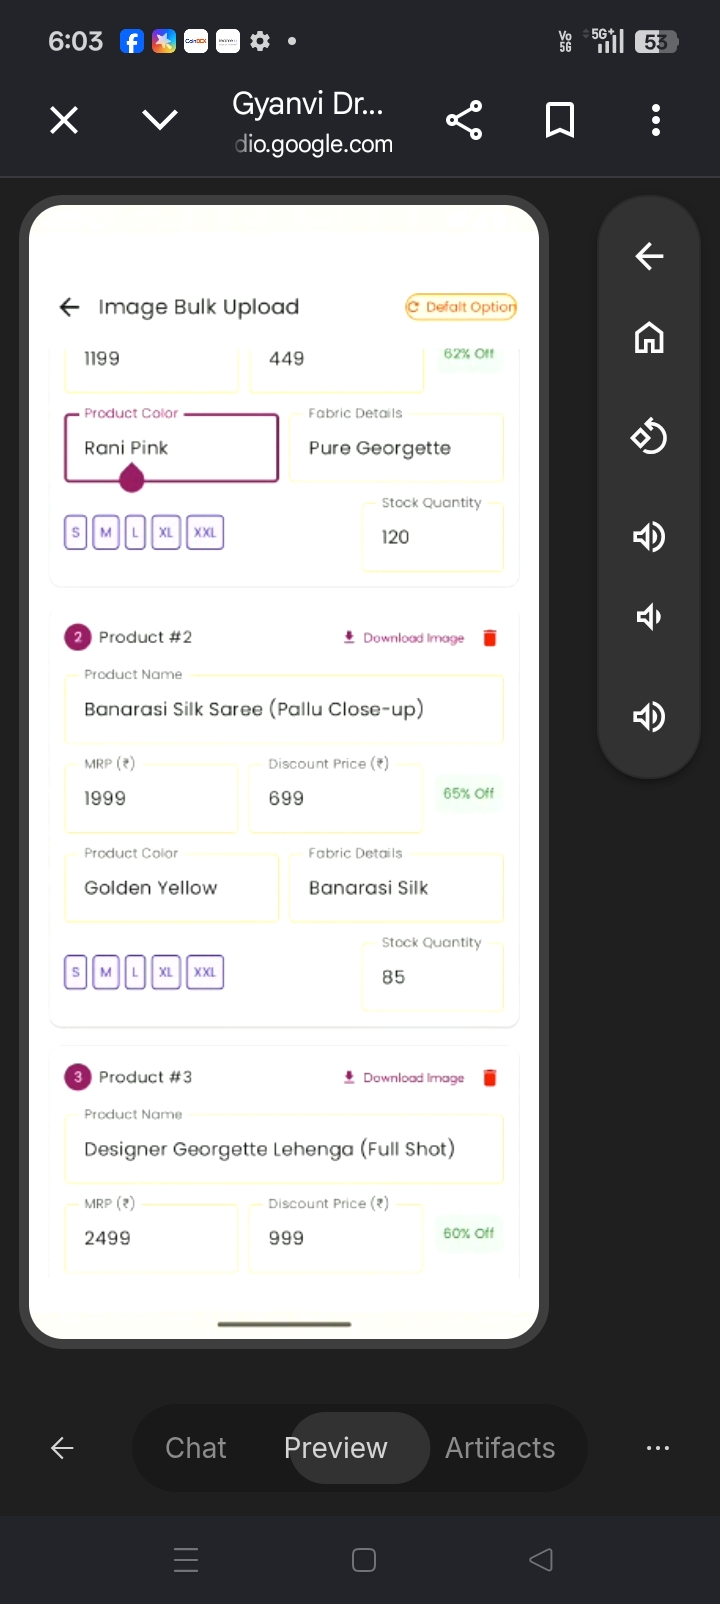 6:03
Vo 5G 5G+ 53
Gyanvi Dr...
dio.google.com
Image Bulk Upload
Defalt Option
1199
449
62% Off
Product Color
Fabric Details
Rani Pink
Pure Georgette
Stock Quantity
S M L XL XXL
120
2 Product #2
Download Image
Product Name
Banarasi Silk Saree (Pallu Close-up)
MRP (₹)
Discount Price (₹)
1999
699
65% Off
Product Color
Fabric Details
Golden Yellow
Banarasi Silk
Stock Quantity
S M L XL XXL
85
3 Product #3
Download Image
Product Name
Designer Georgette Lehenga (Full Shot)
MRP (₹)
Discount Price (₹)
2499
999
60% Off
Chat
Preview
Artifacts